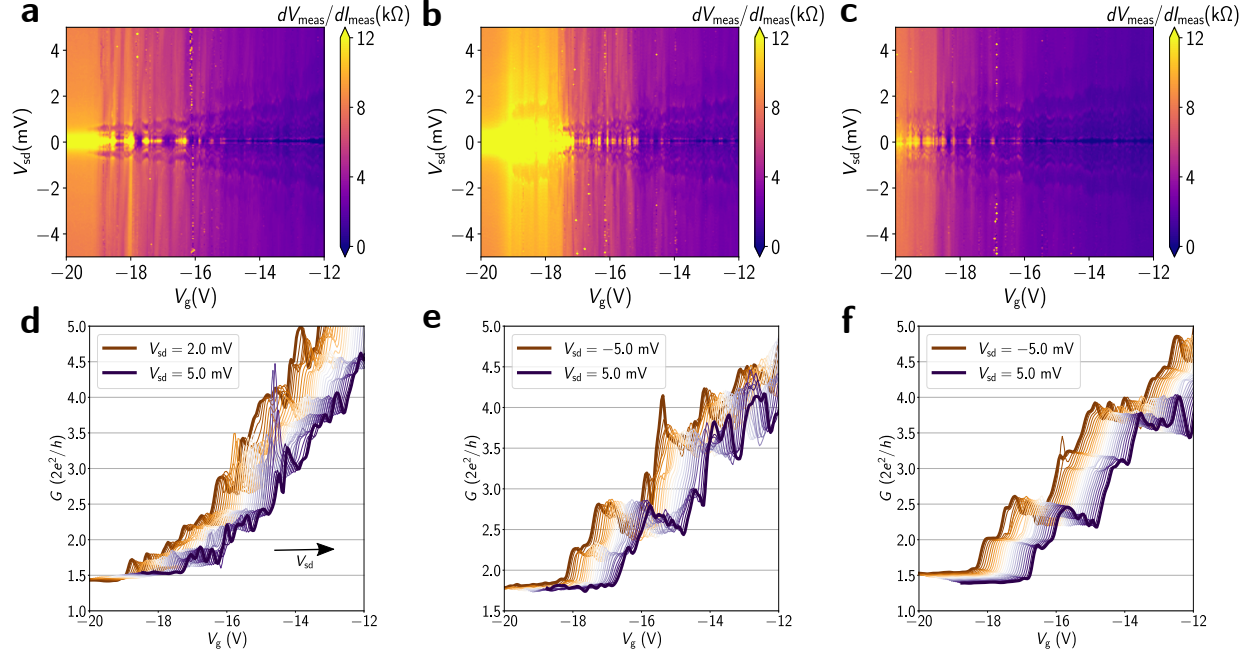 a
dV_meas/dI_meas(kΩ)
4
2
0
−2
−4
V_sd(mV)
−20
−18
−16
−14
−12
V_g(V)
12
8
4
0
b
dV_meas/dI_meas(kΩ)
4
2
0
−2
−4
V_sd(mV)
−20
−18
−16
−14
−12
V_g(V)
12
8
4
0
c
dV_meas/dI_meas(kΩ)
4
2
0
−2
−4
V_sd(mV)
−20
−18
−16
−14
−12
V_g(V)
12
8
4
0
d
5.0
4.5
4.0
3.5
3.0
2.5
2.0
1.5
1.0
G (2e²/h)
V_sd = 2.0 mV
V_sd = 5.0 mV
V_sd
−20
−18
−16
−14
−12
V_g (V)
e
5.0
4.5
4.0
3.5
3.0
2.5
2.0
1.5
G (2e²/h)
V_sd = −5.0 mV
V_sd = 5.0 mV
−20
−18
−16
−14
−12
V_g (V)
f
5.0
4.5
4.0
3.5
3.0
2.5
2.0
1.5
1.0
G (2e²/h)
V_sd = −5.0 mV
V_sd = 5.0 mV
−20
−18
−16
−14
−12
V_g (V)